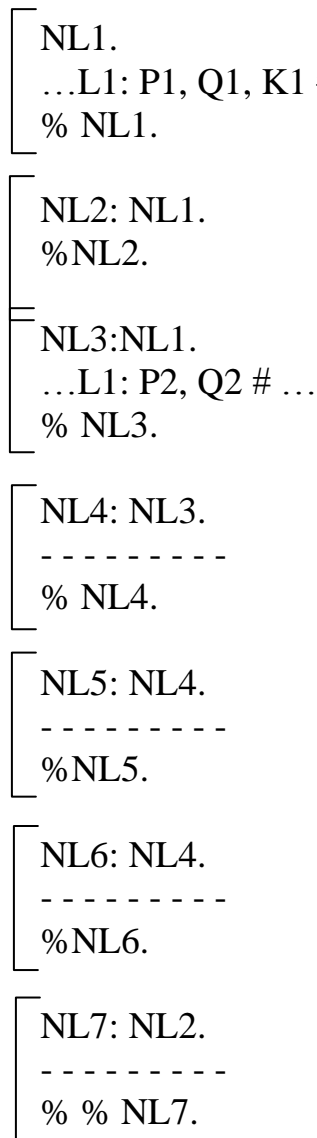 NL1.
…L1: P1, Q1, K1
% NL1.
NL2: NL1.
%NL2.
NL3:NL1.
…L1: P2, Q2 # …
% NL3.
NL4: NL3.
- - - - - - - - -
% NL4.
NL5: NL4.
- - - - - - - - -
%NL5.
NL6: NL4.
- - - - - - - - -
%NL6.
NL7: NL2.
- - - - - - - - -
% % NL7.